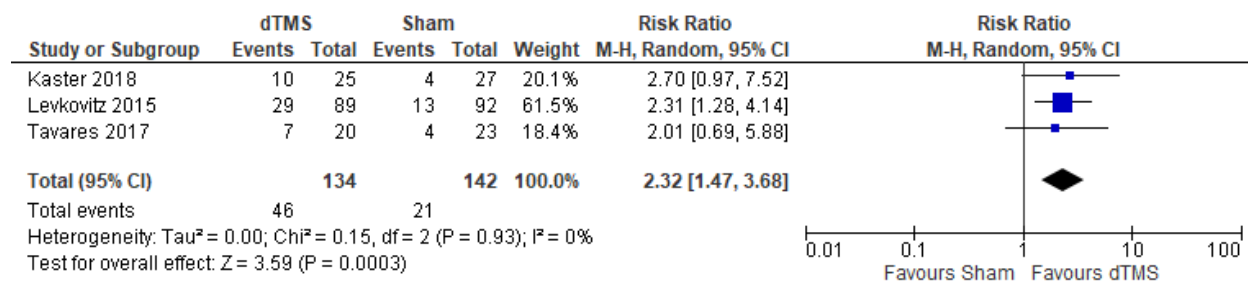 dTMS Sham Risk Ratio Risk Ratio
Study or Subgroup Events Total Events Total Weight M-H, Random, 95% CI M-H, Random, 95% CI
Kaster 2018 10 25 4 27 20.1% 2.70 [0.97, 7.52]
Levkovitz 2015 29 89 13 92 61.5% 2.31 [1.28, 4.14]
Tavares 2017 7 20 4 23 18.4% 2.01 [0.69, 5.88]
Total (95% CI) 134 142 100.0% 2.32 [1.47, 3.68]
Total events 46 21
Heterogeneity: Tau² = 0.00; Chi² = 0.15, df = 2 (P = 0.93); I² = 0%
Test for overall effect: Z = 3.59 (P = 0.0003)
0.01 0.1 1 10 100
Favours Sham Favours dTMS